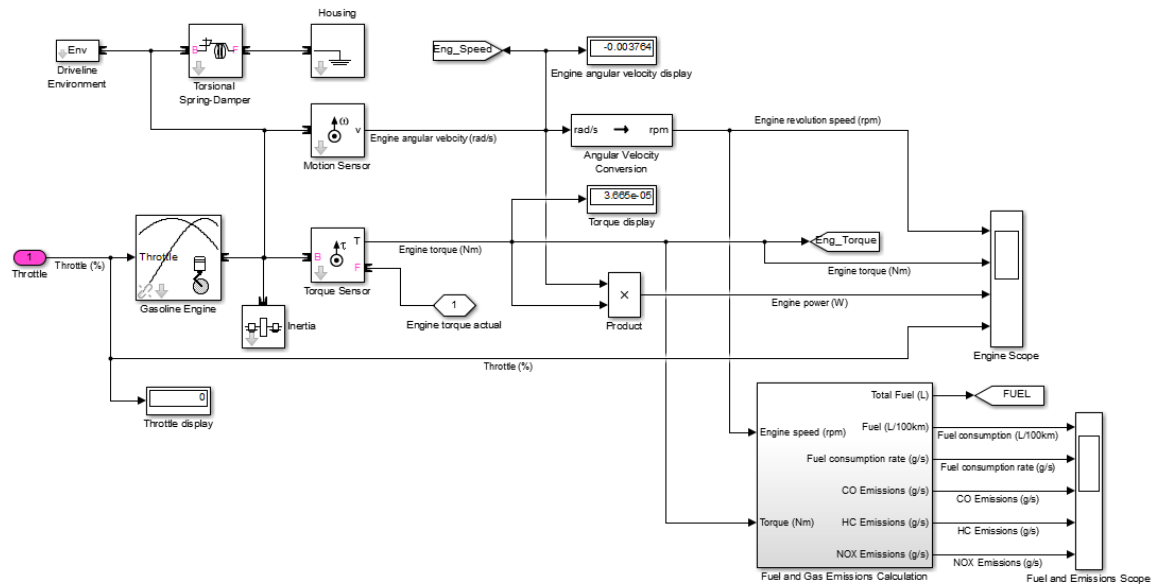 Housing
Env
B
F
Driveline
Environment
Torsional
Spring-Damper
Eng_Speed
-0.003764
Engine angular velocity display
ω
v
Motion Sensor
Engine angular velocity (rad/s)
rad/s
rpm
Angular Velocity
Conversion
Engine revolution speed (rpm)
3.665e-05
Torque display
1
Throttle
Throttle (%)
Throttle
Gasoline Engine
B
τ
T
F
Torque Sensor
Engine torque (Nm)
Eng_Torque
Engine torque (Nm)
1
Engine torque actual
Inertia
×
Product
Engine power (W)
Engine Scope
Throttle (%)
0
Throttle display
Total Fuel (L)
FUEL
Engine speed (rpm)
Fuel (L/100km)
Fuel consumption (L/100km)
Fuel consumption rate (g/s)
Fuel consumption rate (g/s)
CO Emissions (g/s)
CO Emissions (g/s)
Torque (Nm)
HC Emissions (g/s)
HC Emissions (g/s)
NOX Emissions (g/s)
NOX Emissions (g/s)
Fuel and Gas Emissions Calculation
Fuel and Emissions Scope